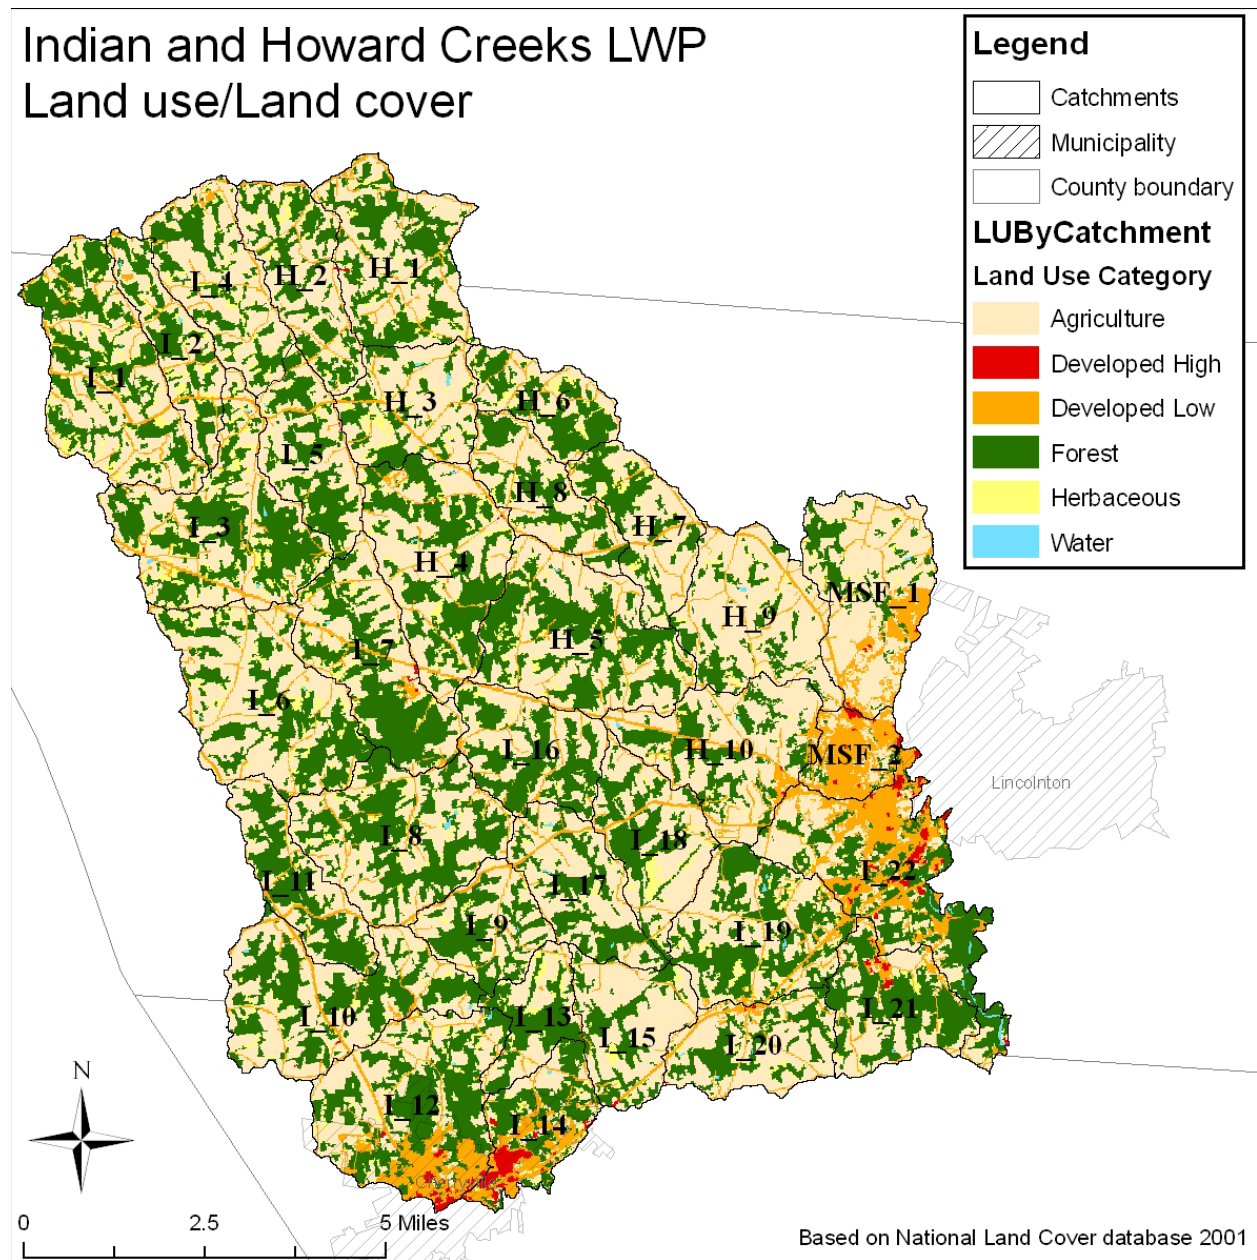 Indian and Howard Creeks LWP
Land use/Land cover
Legend
Catchments
Municipality
County boundary
LUByCatchment
Land Use Category
Agriculture
Developed High
Developed Low
Forest
Herbaceous
Water
I_4
H_2
H_1
I_2
I_1
H_3
H_6
I_5
H_8
I_3
H_7
H_4
MSF_1
H_9
H_5
I_7
I_6
I_16
H_10
MSF_2
Lincolnton
I_8
I_18
I_22
I_11
I_17
I_9
I_19
I_10
I_13
I_21
I_15
I_20
N
I_12
I_14
Cherryville
0 2.5 5 Miles
Based on National Land Cover database 2001